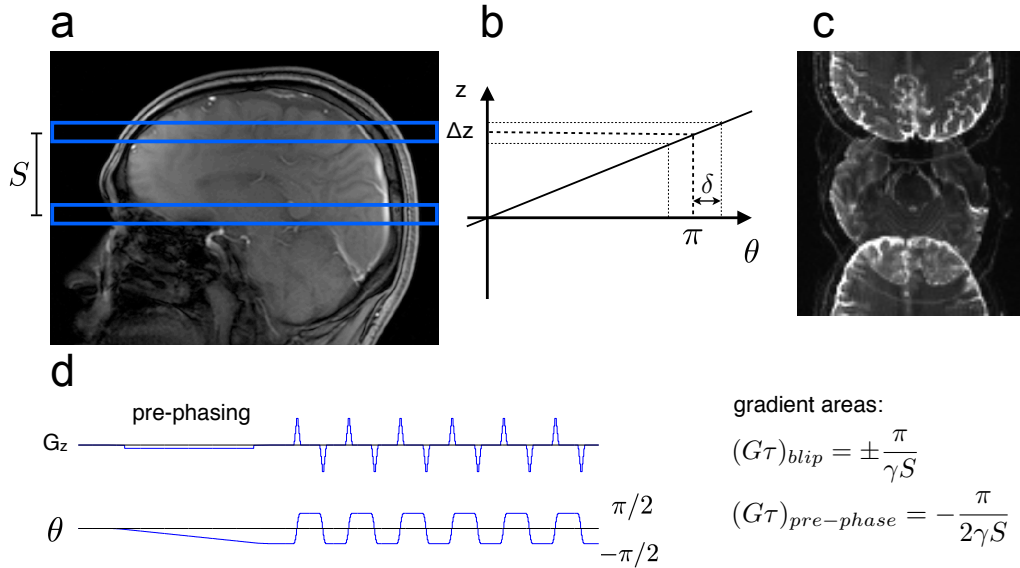 a
b
c
S
z
Δz
δ
π
θ
d
pre-phasing
Gz
θ
π/2
−π/2
gradient areas:
(Gτ)blip = ± π/γS
(Gτ)pre−phase = − π/2γS